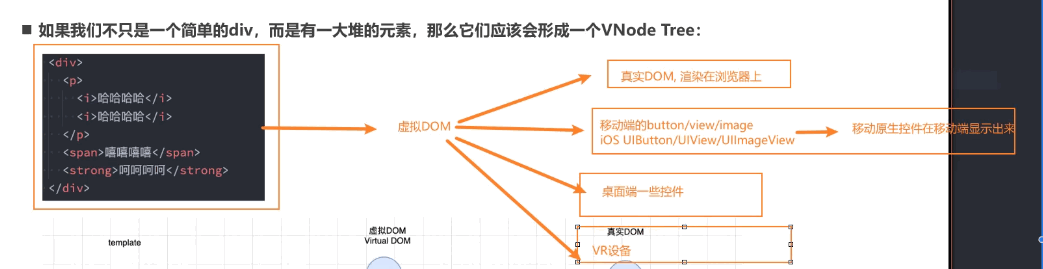 ■ 如果我们不只是一个简单的div，而是有一大堆的元素，那么它们应该会形成一个VNode Tree：
<div>
<p>
<i>哈哈哈哈</i>
<i>哈哈哈哈</i>
</p>
<span>嘻嘻嘻嘻</span>
<strong>呵呵呵呵</strong>
</div>
虚拟DOM
真实DOM, 渲染在浏览器上
移动端的button/view/image
iOS UIButton/UIView/UIImageView
移动原生控件在移动端显示出来
桌面端一些控件
template
虚拟DOM
Virtual DOM
真实DOM
VR设备